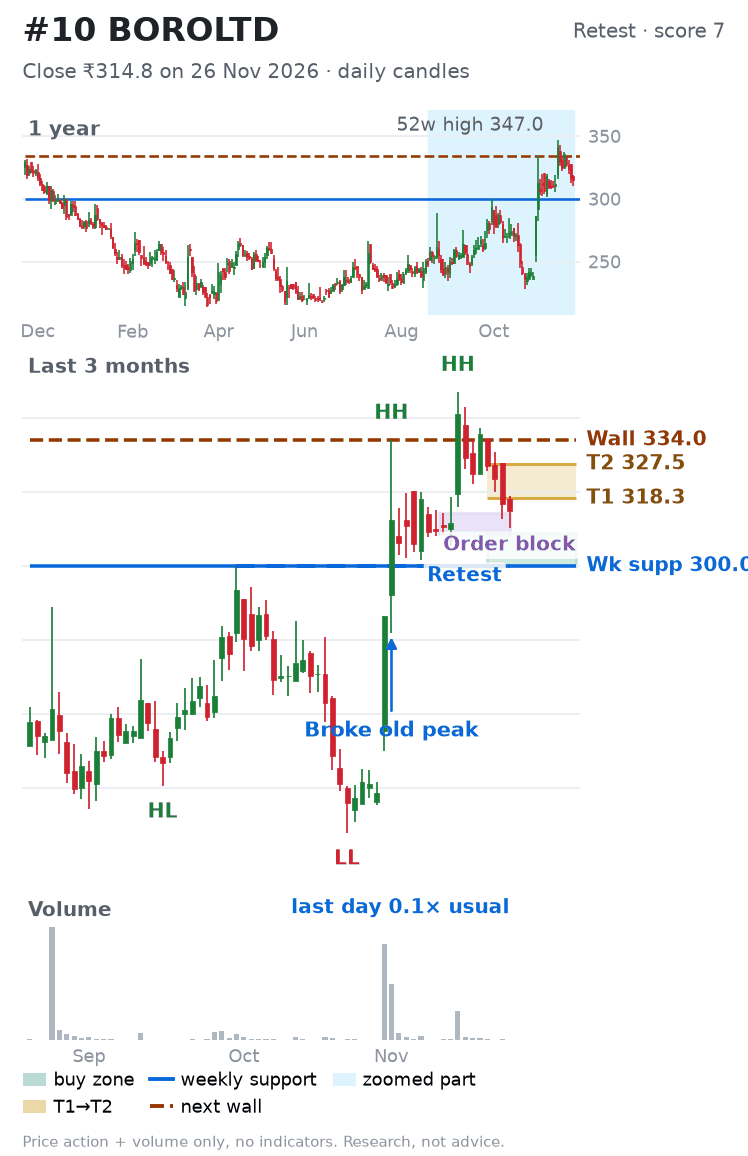 #10 BOROLTD
Retest · score 7
Close ₹314.8 on 26 Nov 2026 · daily candles
1 year
52w high 347.0
350
300
250
Dec Feb Apr Jun Aug Oct
Last 3 months
HH
HH
Wall 334.0
T2 327.5
T1 318.3
Order block
Wk supp 300.0
Retest
Broke old peak
HL
LL
Volume
last day 0.1× usual
Sep Oct Nov
buy zone weekly support zoomed part
T1→T2 next wall
Price action + volume only, no indicators. Research, not advice.